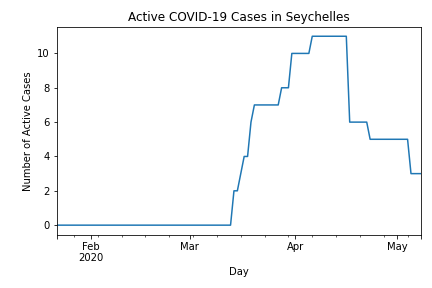 Active COVID-19 Cases in Seychelles
Number of Active Cases
10
8
6
4
2
0
Feb
2020
Mar
Apr
May
Day